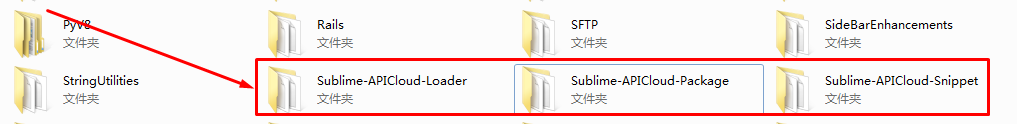 PyV8
文件夹
Rails
文件夹
SFTP
文件夹
SideBarEnhancements
文件夹
StringUtilities
文件夹
Sublime-APICloud-Loader
文件夹
Sublime-APICloud-Package
文件夹
Sublime-APICloud-Snippet
文件夹